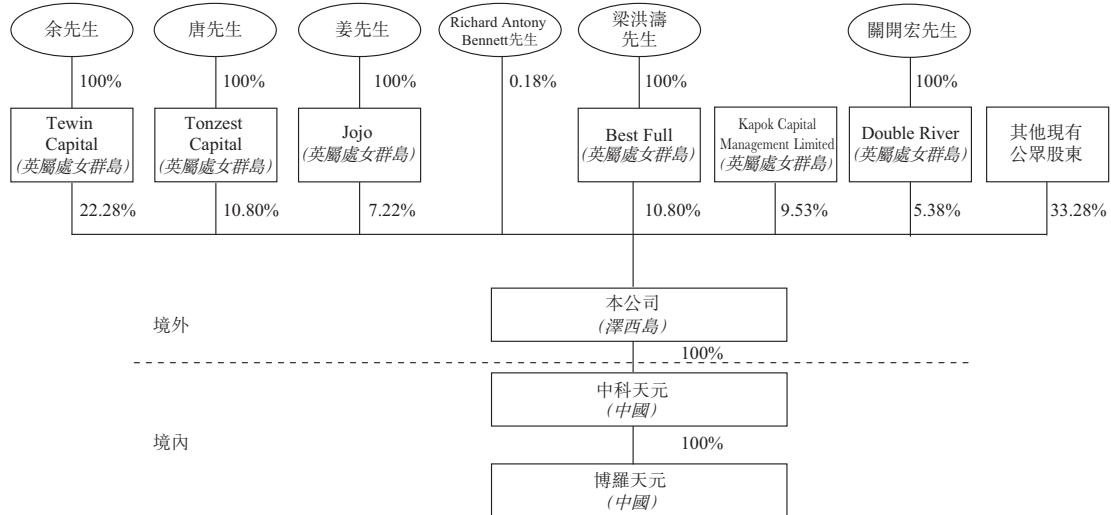 余先生
唐先生
姜先生
Richard Antony
Bennett先生
梁洪濤
先生
關開宏先生
100%
100%
100%
0.18%
100%
100%
Tewin
Capital
(英屬處女群島)
Tonzest
Capital
(英屬處女群島)
Jojo
(英屬處女群島)
Best Full
(英屬處女群島)
Kapok Capital
Management Limited
(英屬處女群島)
Double River
(英屬處女群島)
其他現有
公眾股東
22.28%
10.80%
7.22%
10.80%
9.53%
5.38%
33.28%
本公司
(澤西島)
境外
100%
中科天元
(中國)
境內
100%
博羅天元
(中國)